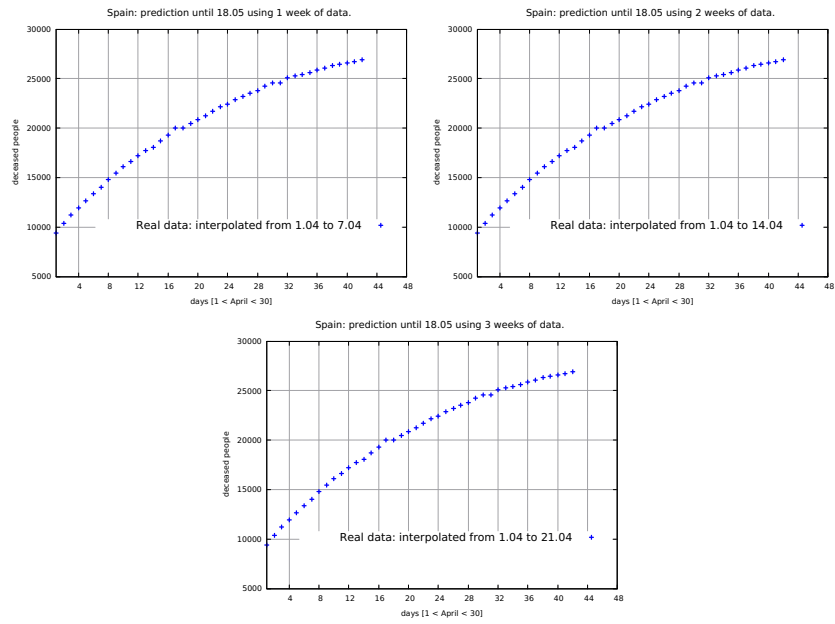 Spain: prediction until 18.05 using 1 week of data.
30000
25000
20000
15000
10000
5000
deceased people
Real data: interpolated from 1.04 to 7.04
4 8 12 16 20 24 28 32 36 40 44 48
days [1 < April < 30]
Spain: prediction until 18.05 using 2 weeks of data.
30000
25000
20000
15000
10000
5000
deceased people
Real data: interpolated from 1.04 to 14.04
4 8 12 16 20 24 28 32 36 40 44 48
days [1 < April < 30]
Spain: prediction until 18.05 using 3 weeks of data.
30000
25000
20000
15000
10000
5000
deceased people
Real data: interpolated from 1.04 to 21.04
4 8 12 16 20 24 28 32 36 40 44 48
days [1 < April < 30]